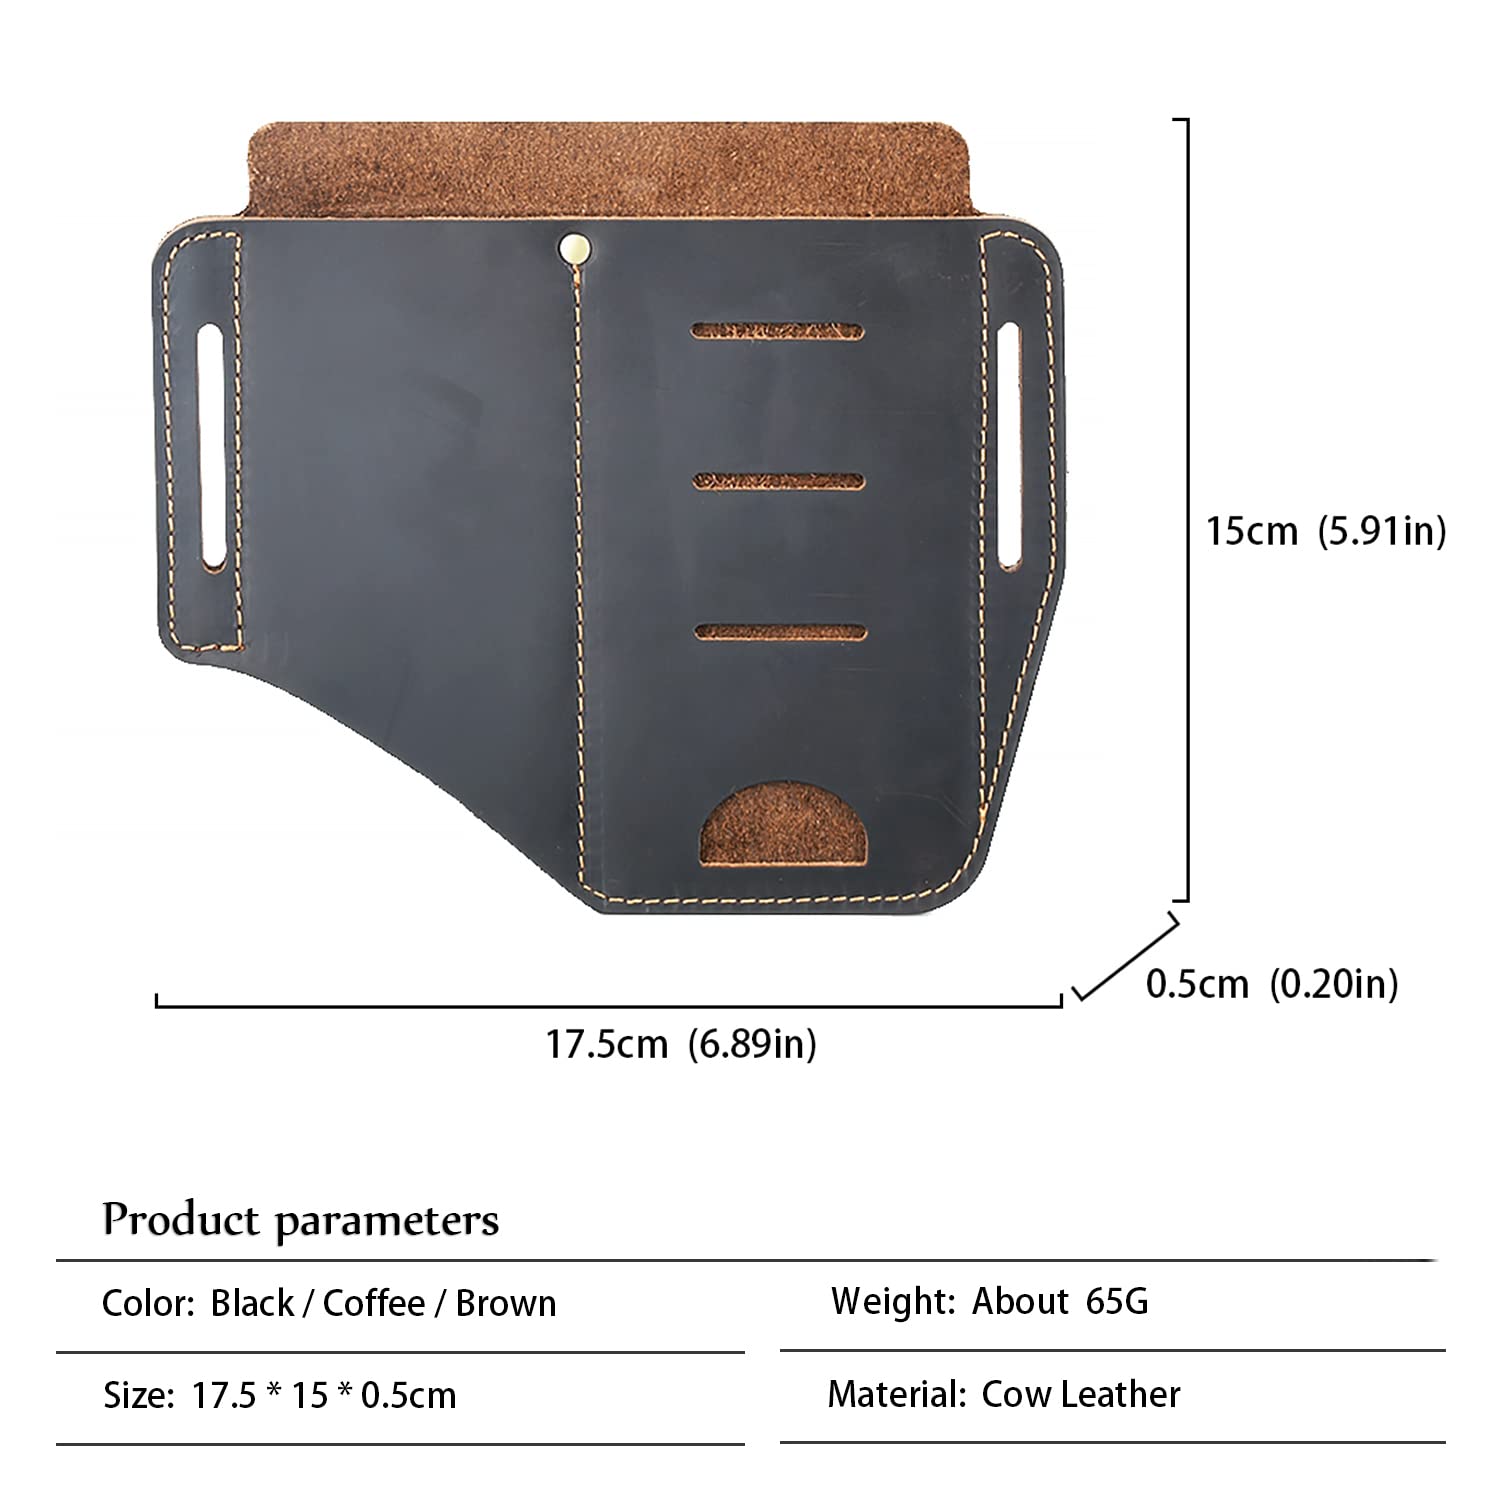 15cm (5.91in)
0.5cm (0.20in)
17.5cm (6.89in)
Product parameters
Color: Black / Coffee / Brown
Weight: About 65G
Size: 17.5 * 15 * 0.5cm
Material: Cow Leather